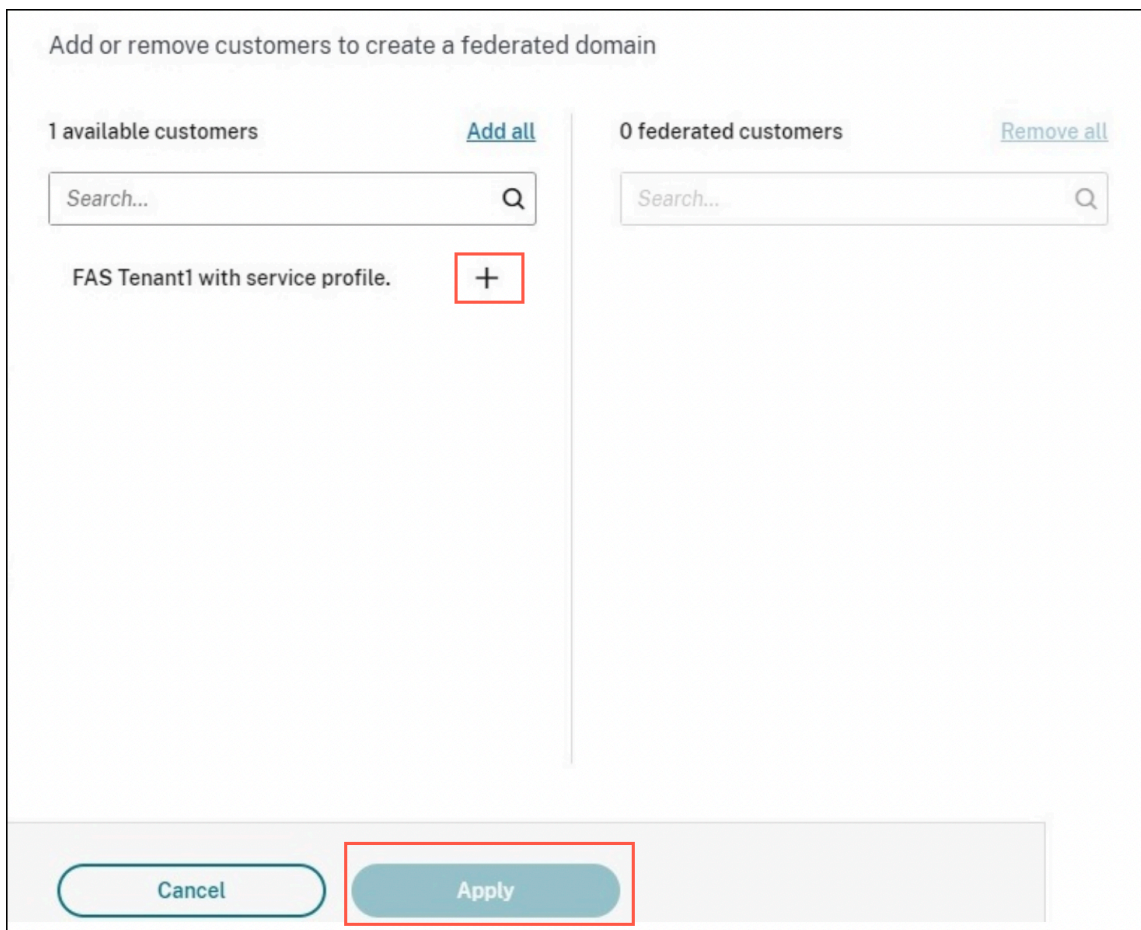 Add or remove customers to create a federated domain
1 available customers
Add all
Search...
FAS Tenant1 with service profile.
0 federated customers
Remove all
Search...
Cancel
Apply